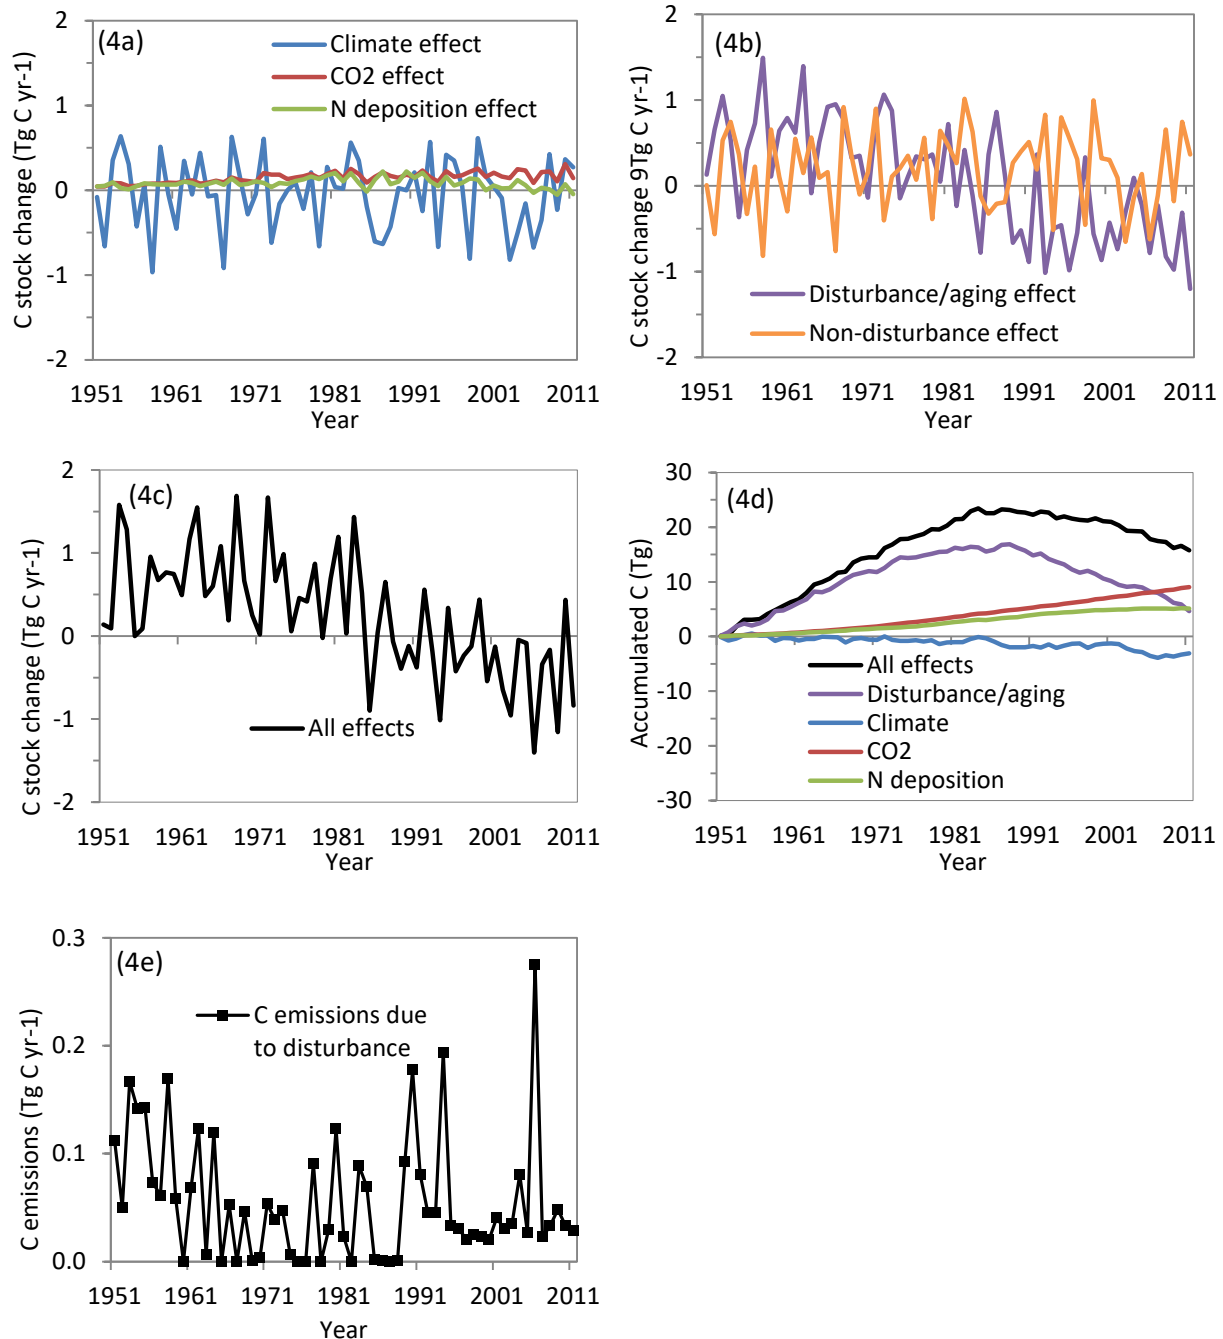 (4a)
C stock change (Tg C yr-1)
2
1
0
-1
-2
Climate effect
CO2 effect
N deposition effect
1951 1961 1971 1981 1991 2001 2011
Year
(4b)
C stock change 9Tg C yr-1)
2
1
0
-1
-2
Disturbance/aging effect
Non-disturbance effect
1951 1961 1971 1981 1991 2001 2011
Year
(4c)
C stock change (Tg C yr-1)
2
1
0
-1
-2
All effects
1951 1961 1971 1981 1991 2001 2011
Year
(4d)
Accumulated C (Tg)
30
20
10
0
-10
-20
-30
All effects
Disturbance/aging
Climate
CO2
N deposition
1951 1961 1971 1981 1991 2001 2011
Year
(4e)
C emissions (Tg C yr-1)
0.3
0.2
0.1
0.0
C emissions due
to disturbance
1951 1961 1971 1981 1991 2001 2011
Year